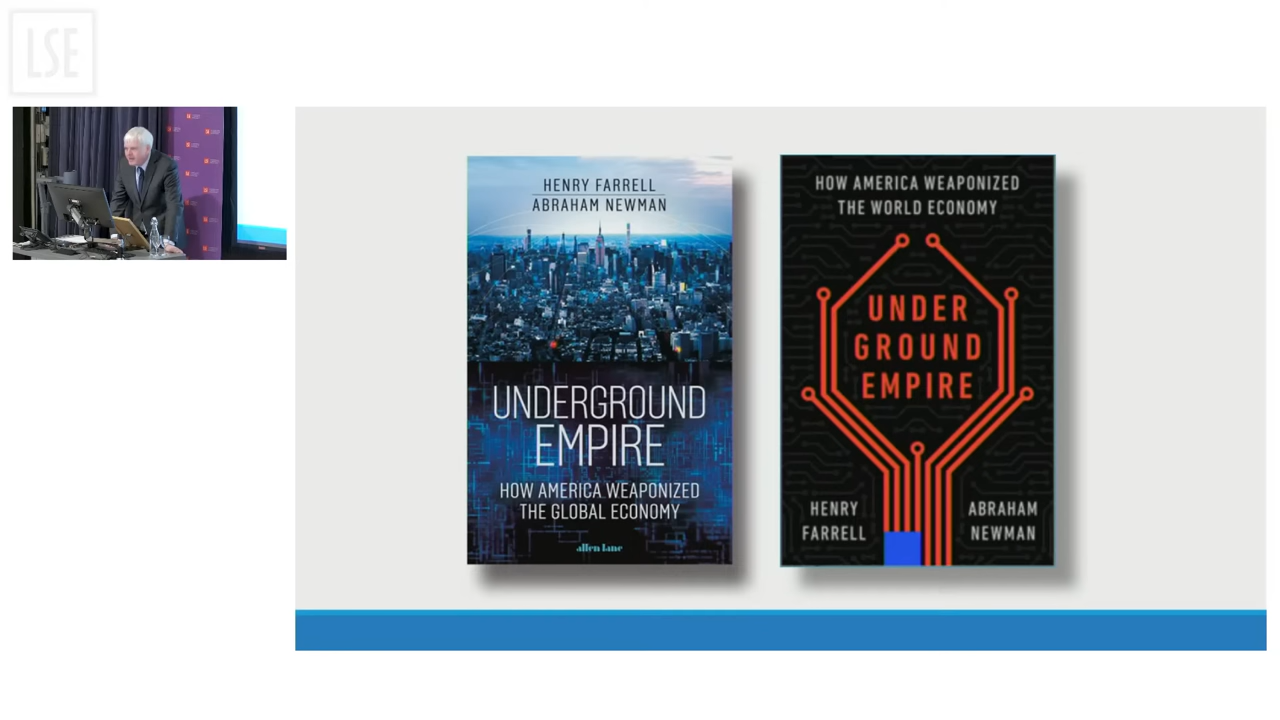 LSE
HENRY FARRELL
ABRAHAM NEWMAN
UNDERGROUND
EMPIRE
HOW AMERICA WEAPONIZED
THE GLOBAL ECONOMY
allen lane
HOW AMERICA WEAPONIZED
THE WORLD ECONOMY
UNDER
GROUND
EMPIRE
HENRY
FARRELL
ABRAHAM
NEWMAN